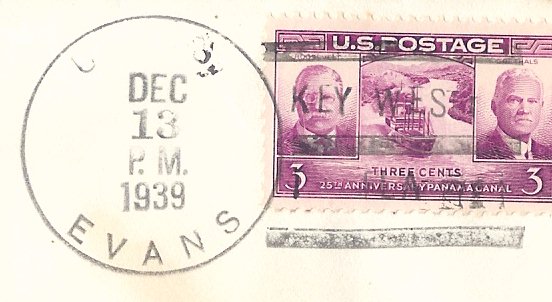 U S
DEC
13
P.M.
1939
EVANS
U.S. POSTAGE
KEY WEST
THREE CENTS
3 3
25TH ANNIVERSARY PANAMA CANAL